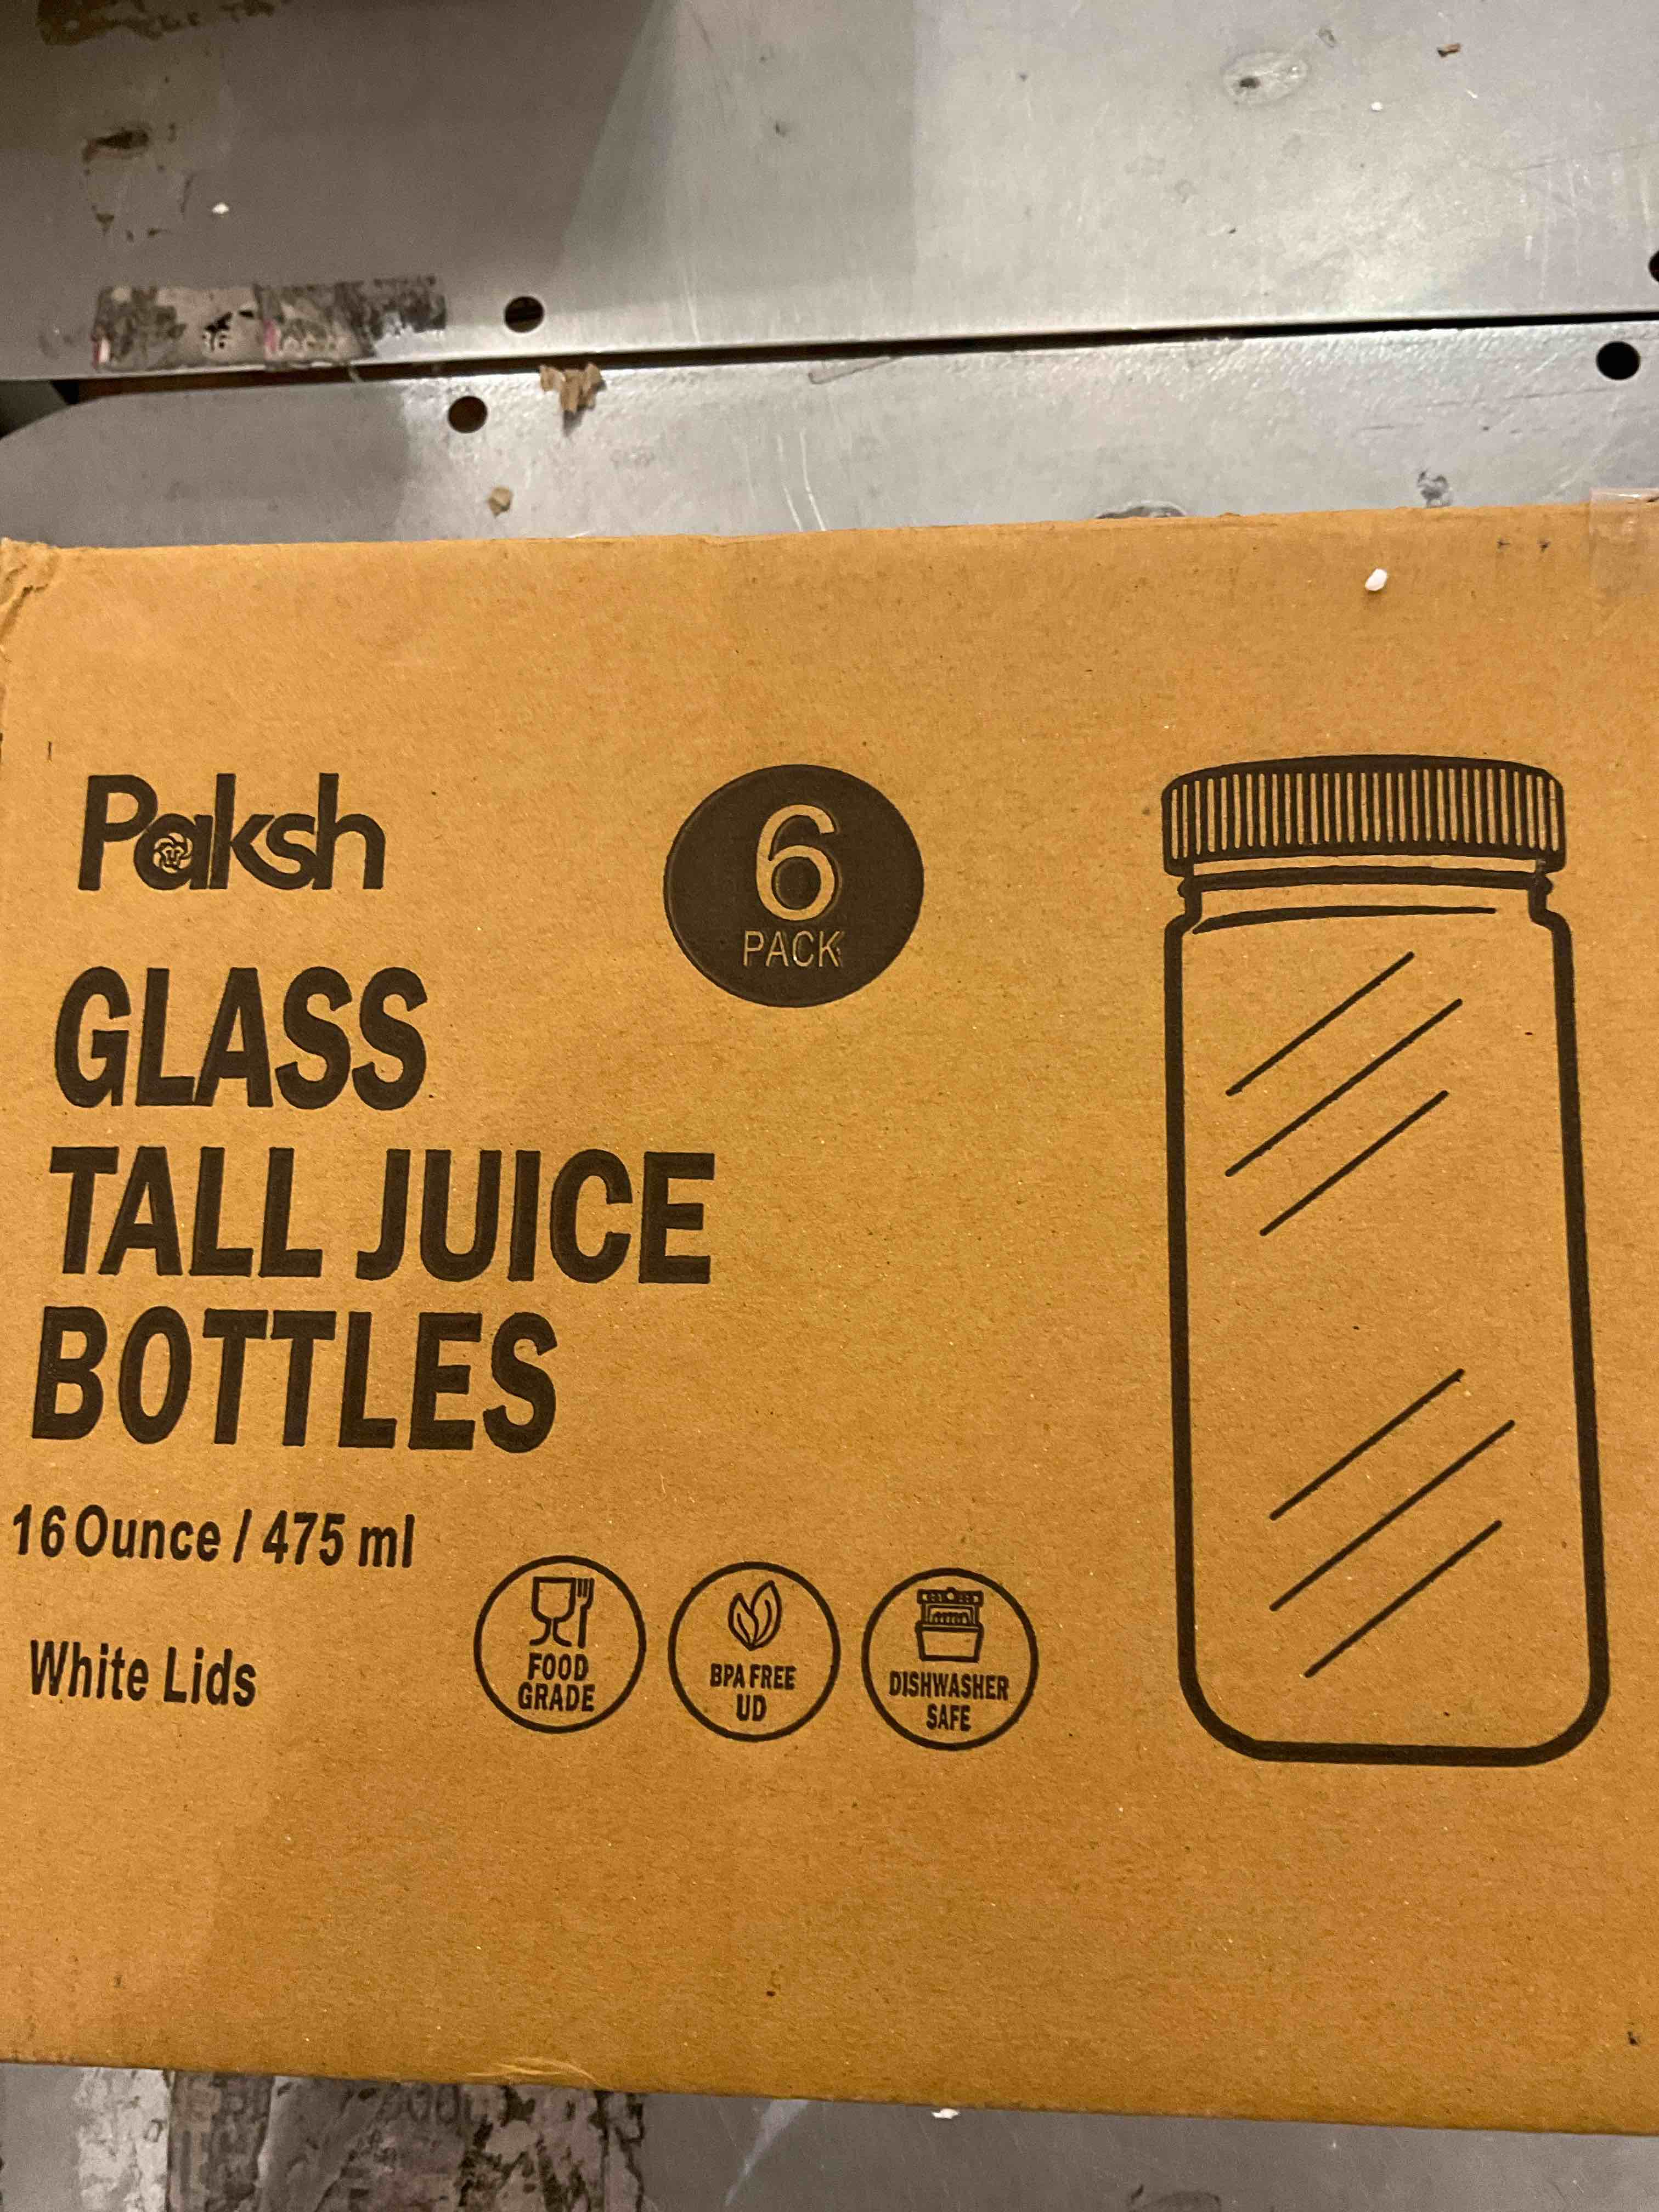 Paksh
6
PACK
GLASS
TALL JUICE
BOTTLES
16 Ounce / 475 ml
White Lids
FOOD
GRADE
BPA FREE
UD
DISHWASHER
SAFE